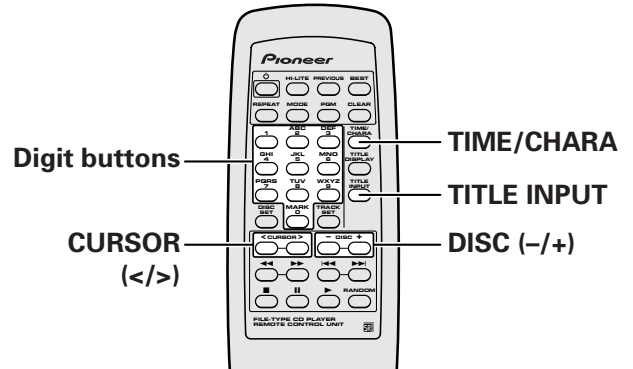 Pioneer
HI-LITE PREVIOUS BEST
REPEAT MODE PGM CLEAR
1 ABC 2 DEF 3 TIME/CHARA
TIME/CHARA
Digit buttons
GHI 4 JKL 5 MNO 6 TITLE DISPLAY
PQRS 7 TUV 8 WXYZ 9 TITLE INPUT
TITLE INPUT
DISC SET MARK 0 TRACK SET
CURSOR
(</>)
< CURSOR > – DISC +
DISC (–/+)
RANDOM
FILE-TYPE CD PLAYER
REMOTE CONTROL UNIT